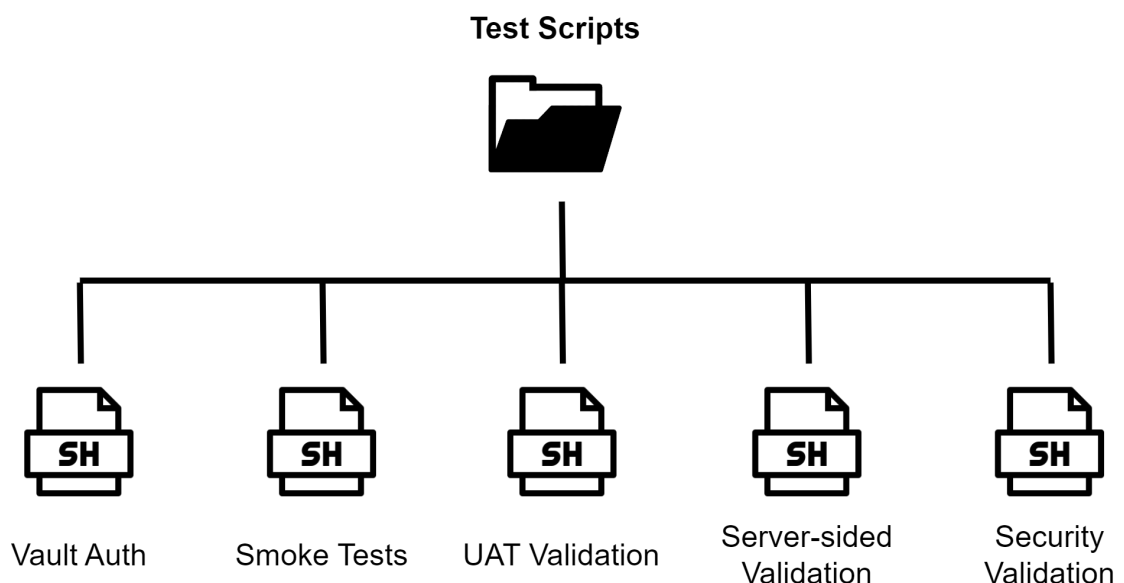 Test Scripts
SH
SH
SH
SH
SH
Vault Auth
Smoke Tests
UAT Validation
Server-sided
Validation
Security
Validation